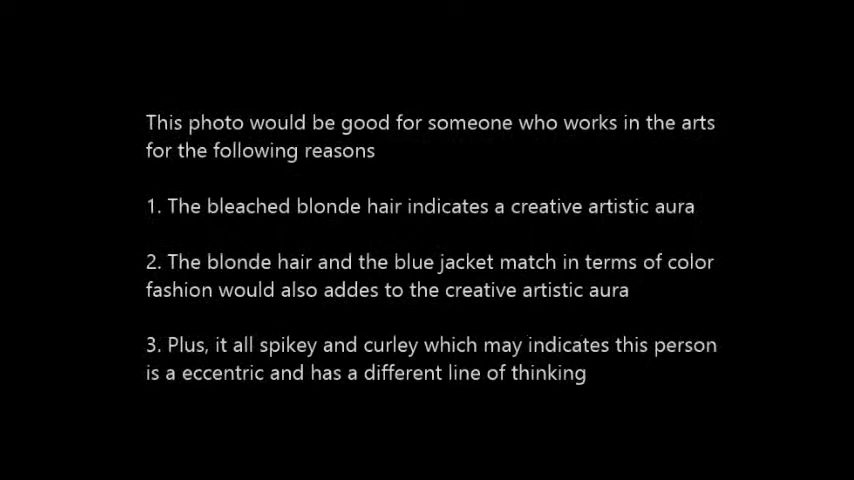 This photo would be good for someone who works in the arts
for the following reasons
1. The bleached blonde hair indicates a creative artistic aura
2. The blonde hair and the blue jacket match in terms of color
fashion would also addes to the creative artistic aura
3. Plus, it all spikey and curley which may indicates this person
is a eccentric and has a different line of thinking